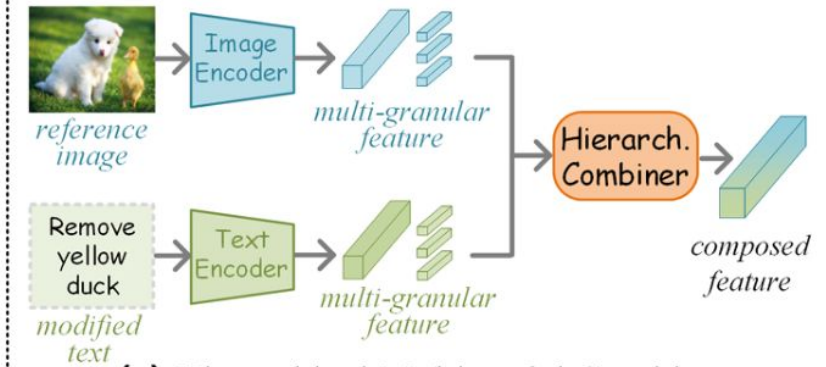 Image
Encoder
multi-granular
feature
reference
image
Hierarch.
Combiner
composed
feature
Remove
yellow
duck
Text
Encoder
multi-granular
feature
modified
text